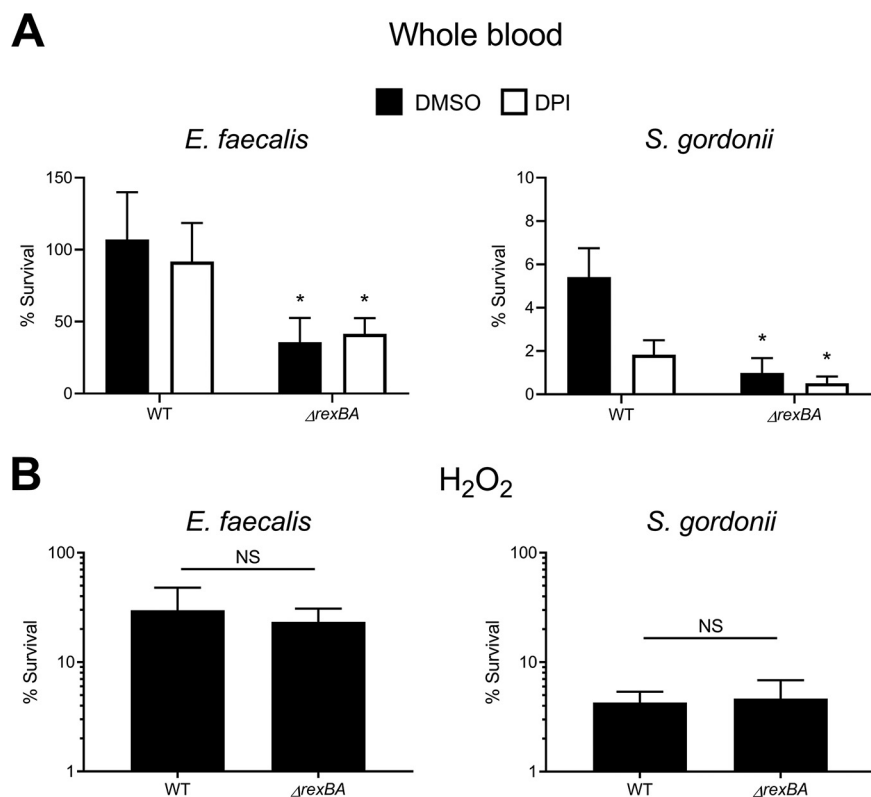 A
Whole blood
DMSO DPI
E. faecalis
S. gordonii
% Survival
150
100
50
0
*
*
WT
ΔrexBA
% Survival
10
8
6
4
2
0
*
*
WT
ΔrexBA
B
H₂O₂
E. faecalis
S. gordonii
% Survival
100
10
1
NS
WT
ΔrexBA
% Survival
100
10
1
NS
WT
ΔrexBA